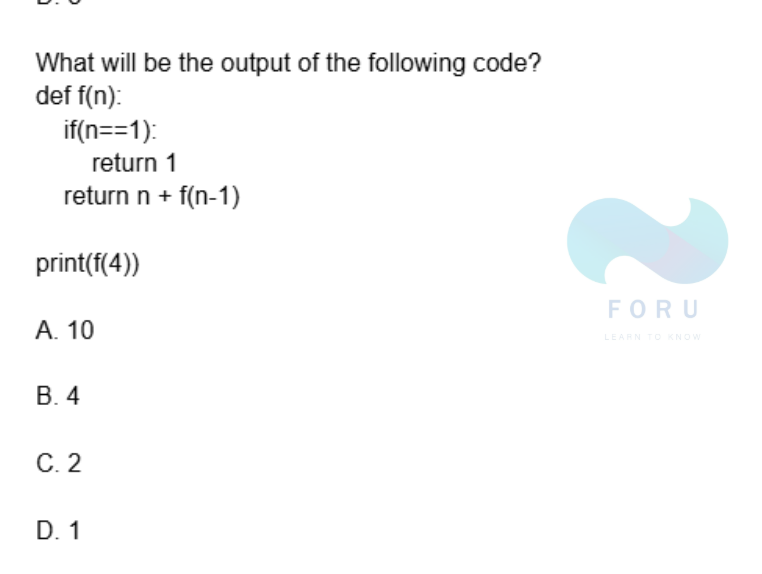 What will be the output of the following code?
def f(n):
if(n==1):
return 1
return n + f(n-1)
print(f(4))
FORU
LEARN TO KNOW
A. 10
B. 4
C. 2
D. 1